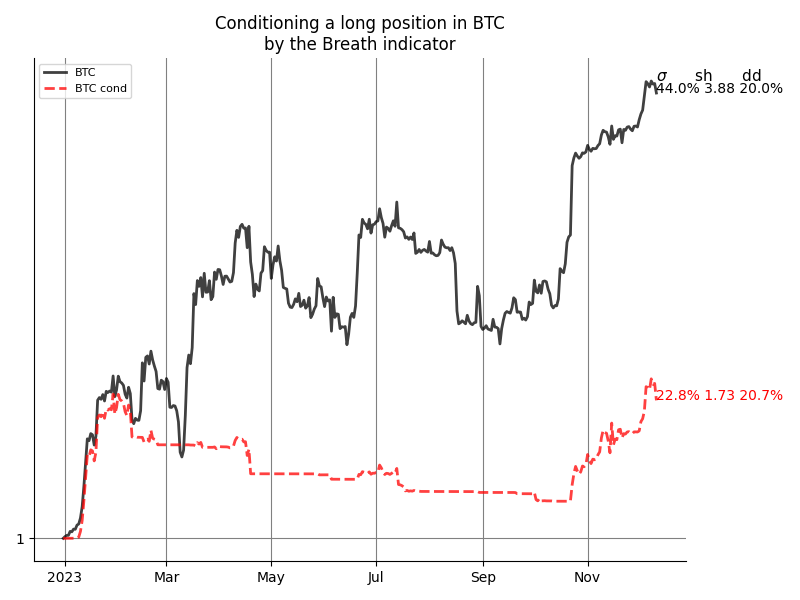 Conditioning a long position in BTC
by the Breath indicator
BTC
BTC cond
σ sh dd
44.0% 3.88 20.0%
22.8% 1.73 20.7%
1
2023 Mar May Jul Sep Nov